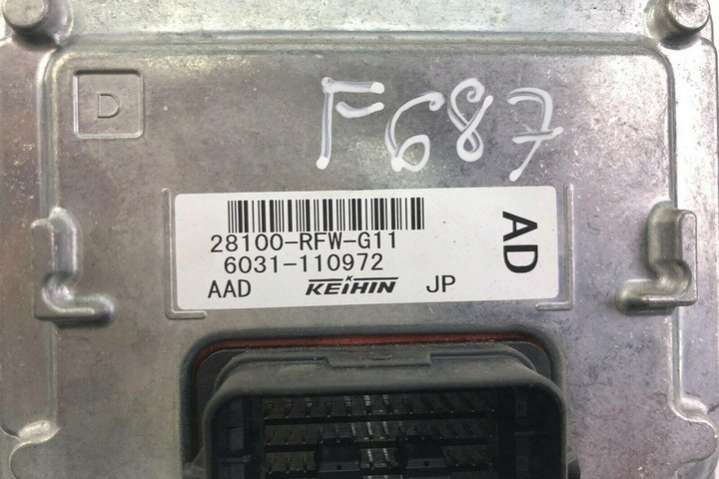 D
F687
28100-RFW-G11
6031-110972
AAD KEIHIN JP
AD